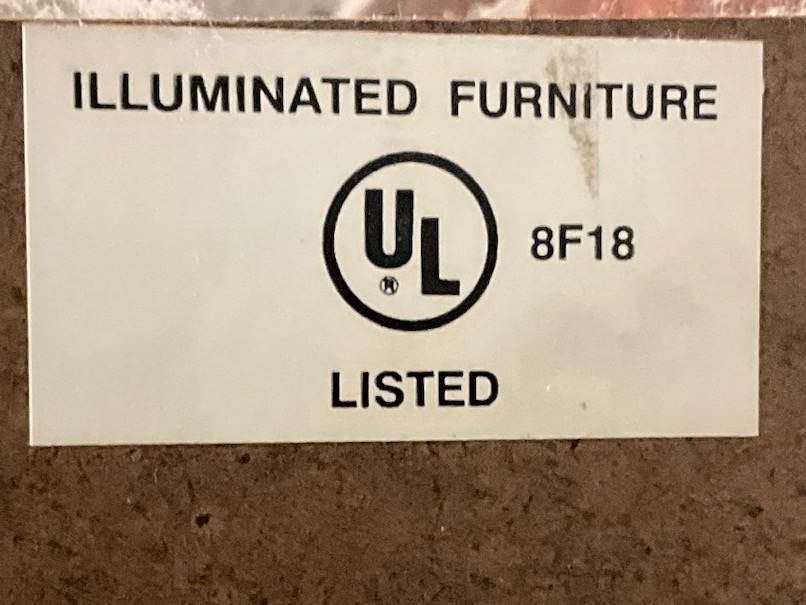 ILLUMINATED FURNITURE
UL
®
8F18
LISTED